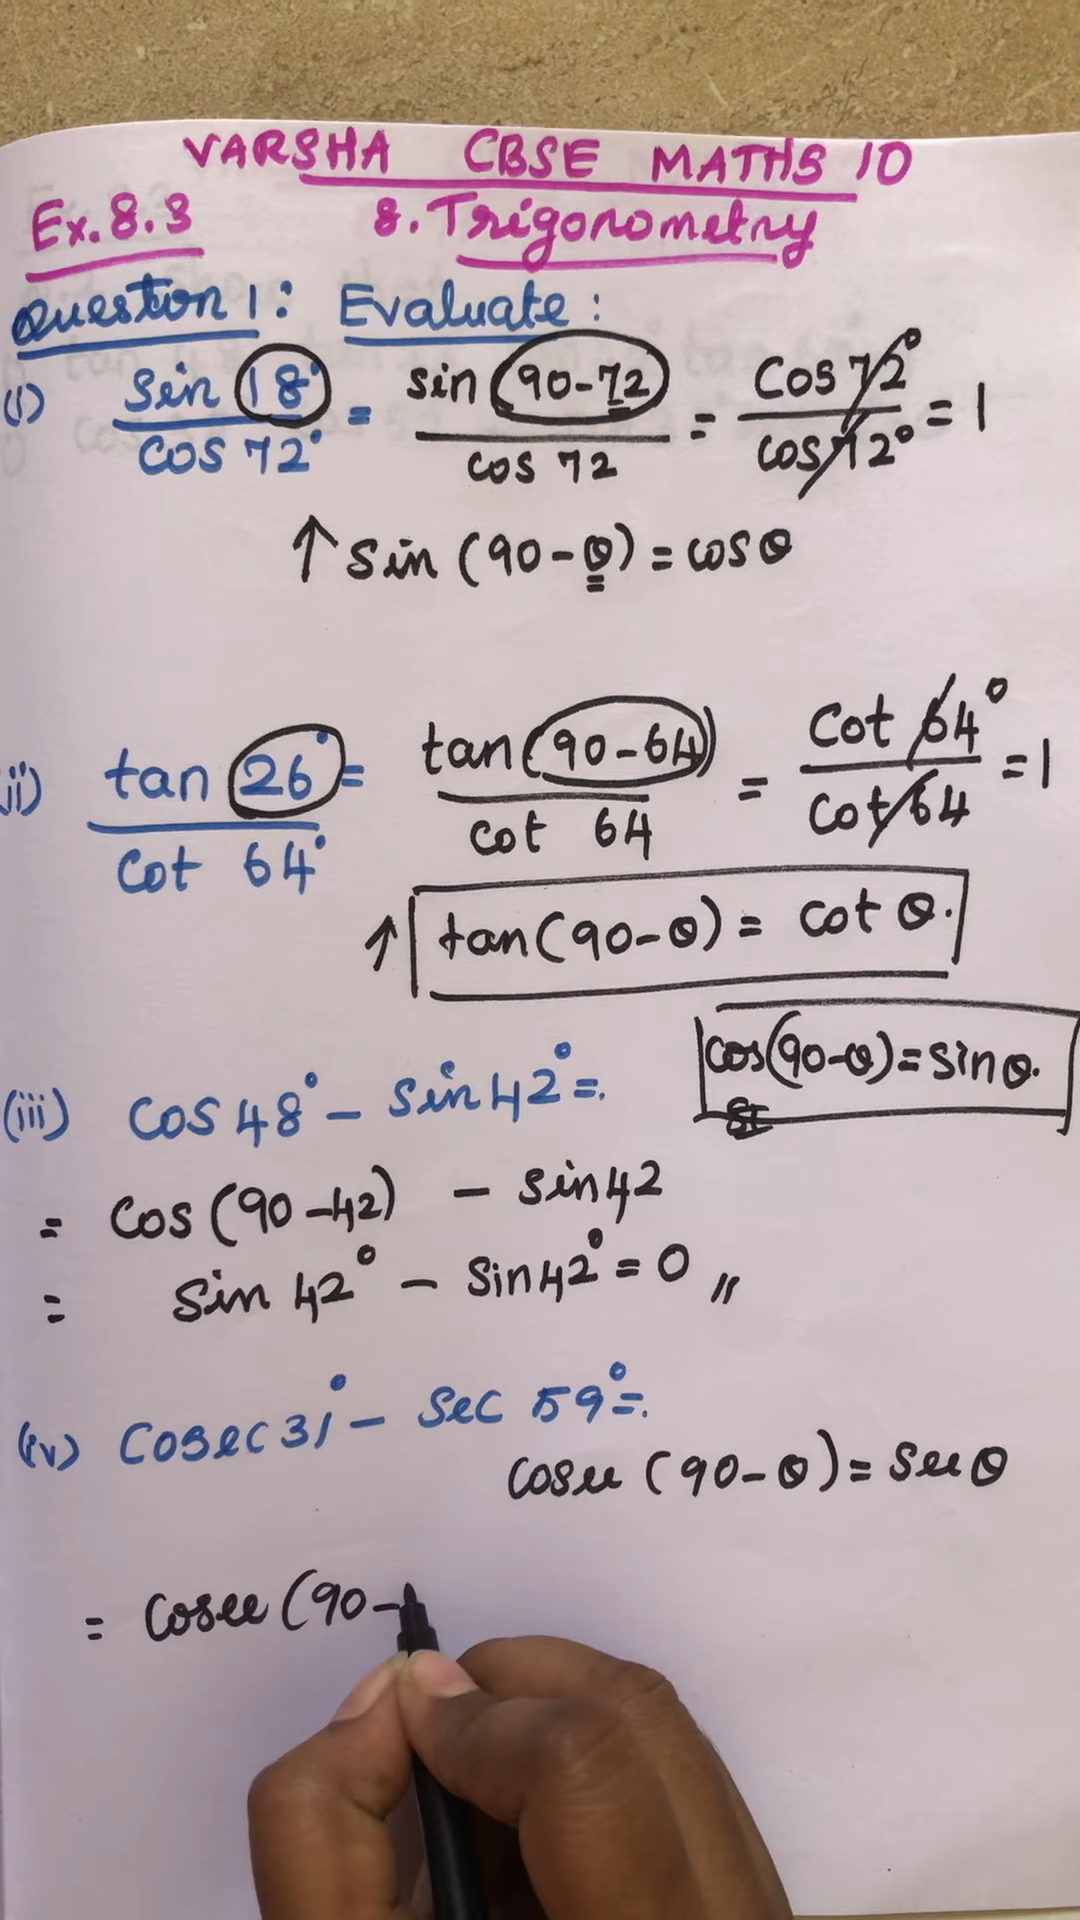 VARSHA CBSE MATHS 10
Ex. 8.3 8. Trigonometry
Question 1: Evaluate:
(i) Sin 18° / cos 72° = sin (90-72) / cos 72 = Cos 72° / cos 72° = 1
↑ Sin (90-θ) = cos θ
(ii) tan 26° / Cot 64° = tan (90-64) / cot 64 = Cot 64° / cot 64 = 1
↑ tan (90-θ) = cot θ.
cos(90-θ) = sin θ.
(iii) Cos 48° - Sin 42° =.
= Cos (90-42) - Sin 42
= Sin 42° - Sin 42° = 0 //
(iv) Cosec 31° - Sec 59° =.
Cosec (90-θ) = Sec θ
= Cosec (90-